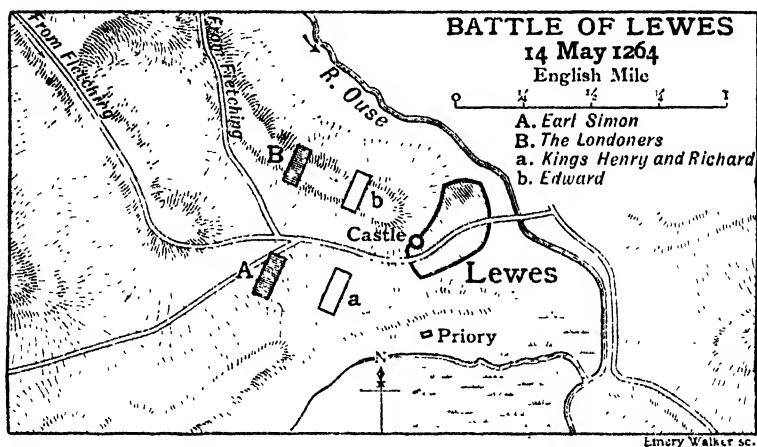 BATTLE OF LEWES
14 May 1264
English Mile
¼ ½ ¾ 1
A. Earl Simon
B. The Londoners
a. Kings Henry and Richard
b. Edward
From Fletching
From Fletching
R. Ouse
B
b
Castle
Lewes
A
a
Priory
N
Emery Walker sc.